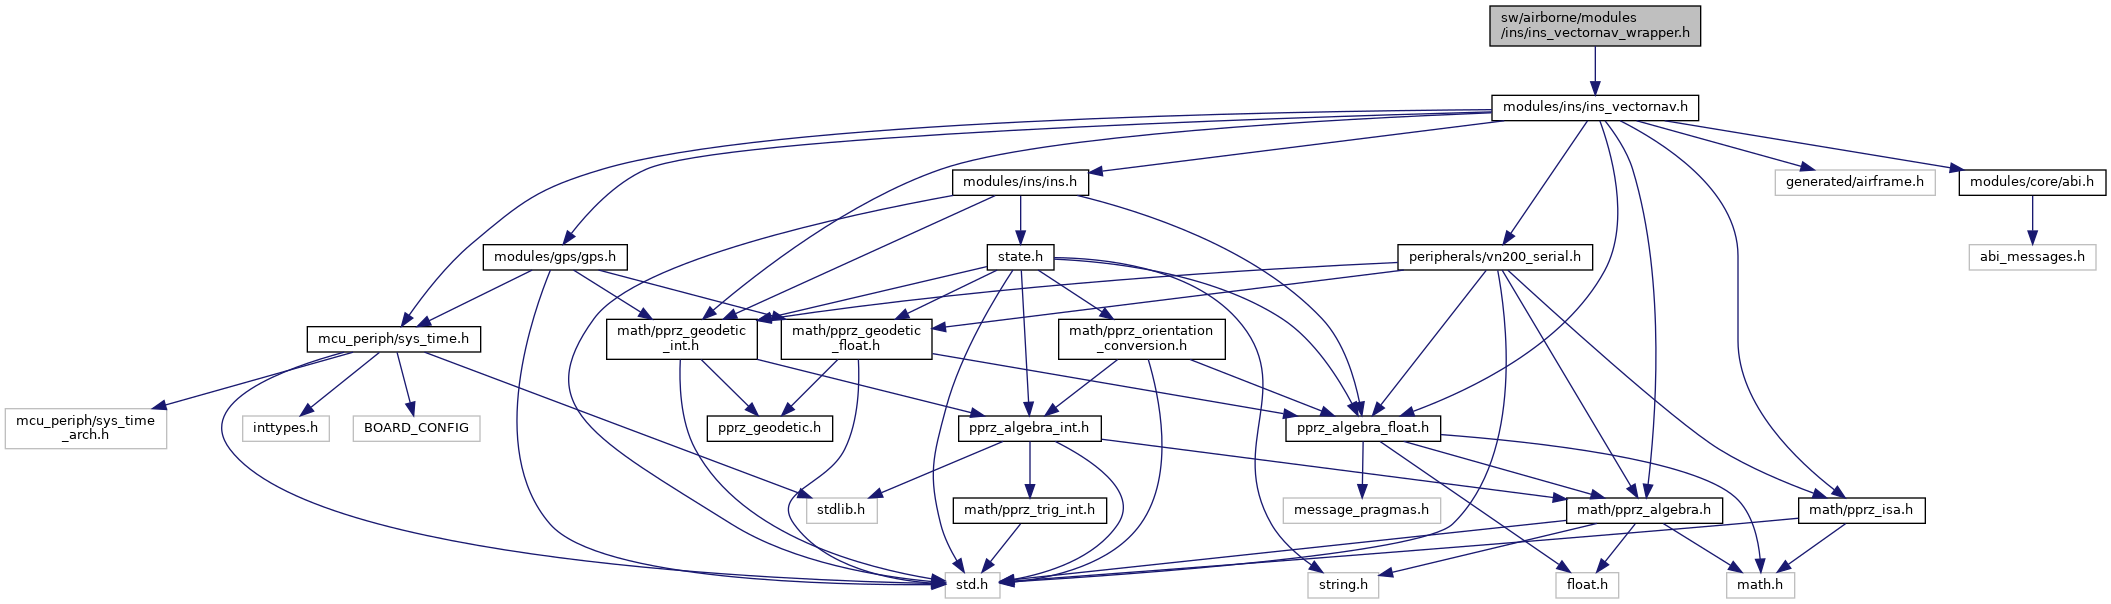 sw/airborne/modules
/ins/ins_vectornav_wrapper.h
modules/ins/ins_vectornav.h
modules/ins/ins.h
generated/airframe.h
modules/core/abi.h
modules/gps/gps.h
state.h
peripherals/vn200_serial.h
abi_messages.h
mcu_periph/sys_time.h
math/pprz_geodetic
_int.h
math/pprz_geodetic
_float.h
math/pprz_orientation
_conversion.h
mcu_periph/sys_time
_arch.h
inttypes.h
BOARD_CONFIG
pprz_geodetic.h
pprz_algebra_int.h
pprz_algebra_float.h
stdlib.h
math/pprz_trig_int.h
message_pragmas.h
math/pprz_algebra.h
math/pprz_isa.h
std.h
string.h
float.h
math.h